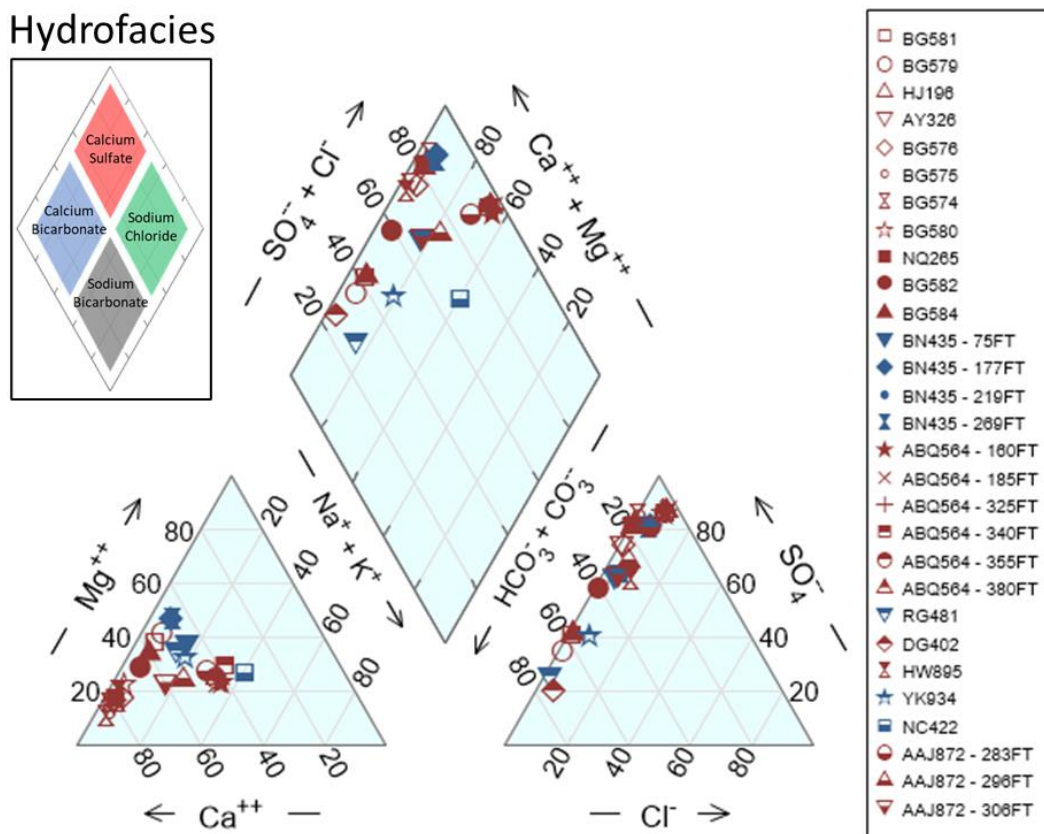 Hydrofacies
Calcium
Sulfate
Calcium
Bicarbonate
Sodium
Chloride
Sodium
Bicarbonate
SO₄⁻⁻ + Cl⁻
Ca⁺⁺ + Mg⁺⁺
80
60
40
20
80
60
40
20
Mg⁺⁺
Na⁺ + K⁺
HCO₃⁻ + CO₃⁻⁻
SO₄⁻⁻
80
60
40
20
20
40
60
80
80
60
40
20
Ca⁺⁺
20
40
60
80
80
60
40
20
20
40
60
80
Cl⁻
BG581
BG579
HJ196
AY326
BG576
BG575
BG574
BG580
NQ265
BG582
BG584
BN435 - 75FT
BN435 - 177FT
BN435 - 219FT
BN435 - 269FT
ABQ564 - 160FT
ABQ564 - 185FT
ABQ564 - 325FT
ABQ564 - 340FT
ABQ564 - 355FT
ABQ564 - 380FT
RG481
DG402
HW895
YK934
NC422
AAJ872 - 283FT
AAJ872 - 296FT
AAJ872 - 306FT